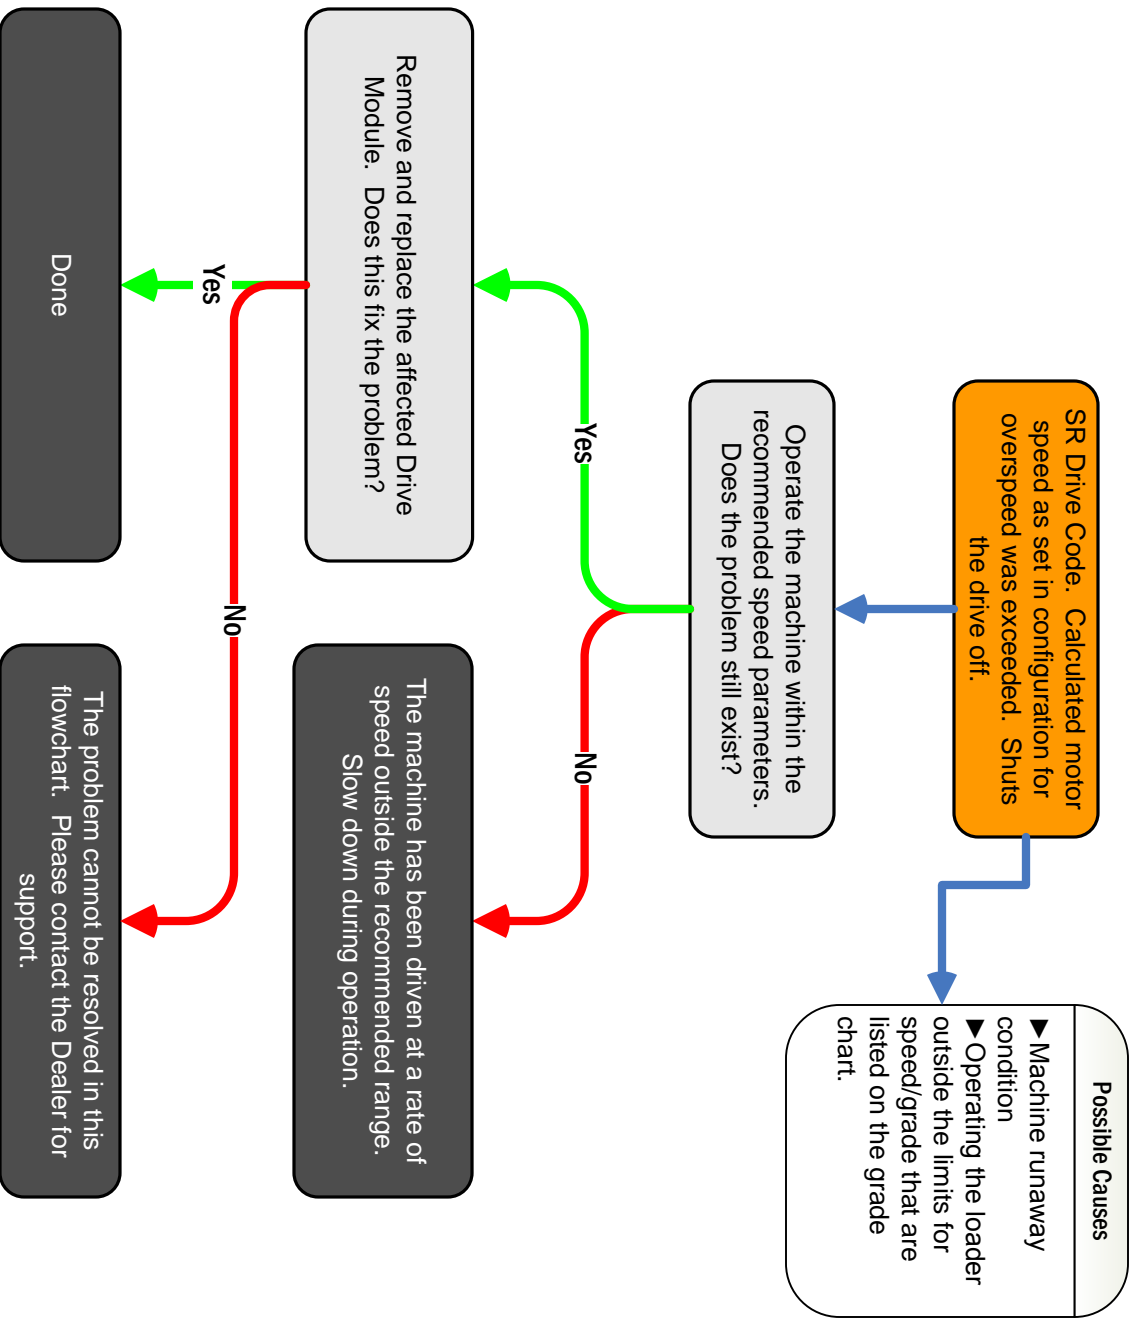 SR Drive Code.  Calculated motor
speed as set in configuration for
overspeed was exceeded.  Shuts
the drive off.
Possible Causes
►Machine runaway
condition
►Operating the loader
outside the limits for
speed/grade that are
listed on the grade
chart.
Operate the machine within the
recommended speed parameters.
Does the problem still exist?
Yes
No
Remove and replace the affected Drive
Module.  Does this fix the problem?
The machine has been driven at a rate of
speed outside the recommended range.
Slow down during operation.
Yes
No
Done
The problem cannot be resolved in this
flowchart.  Please contact the Dealer for
support.